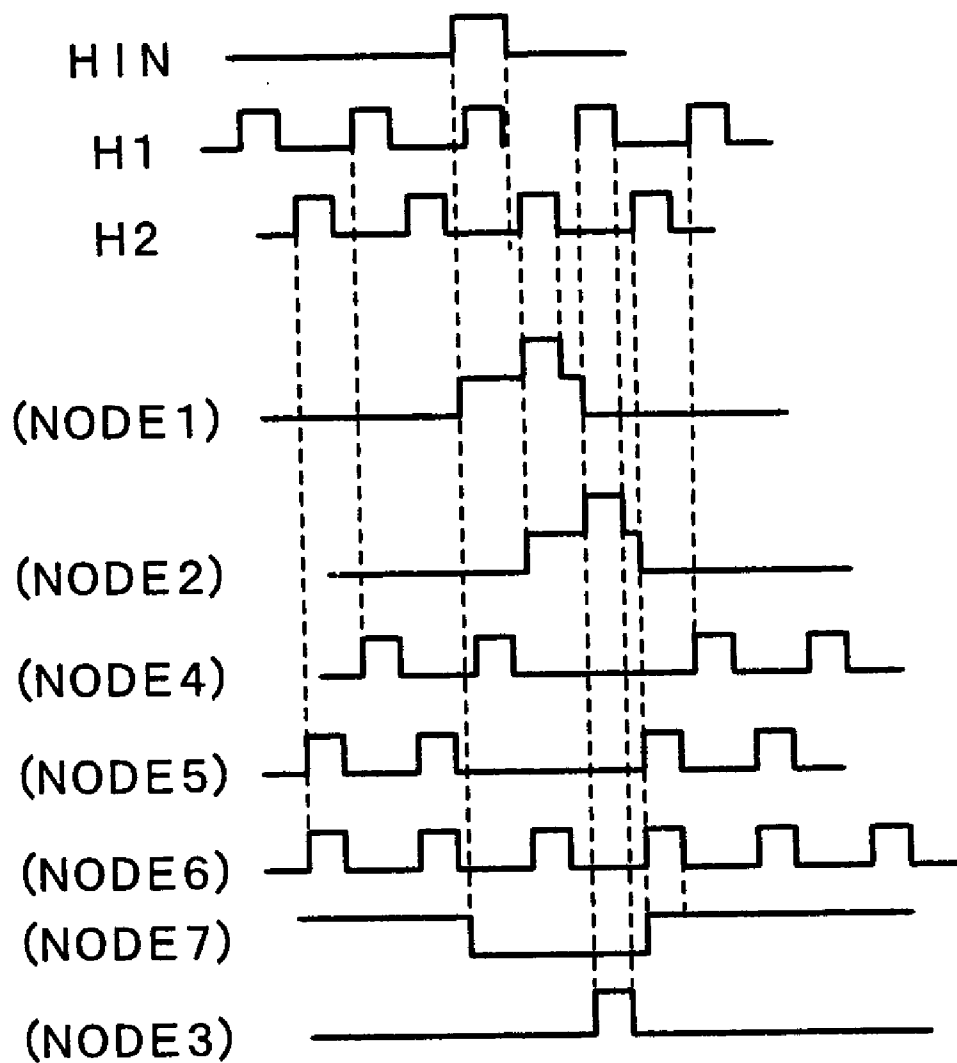 HIN
H1
H2
(NODE1)
(NODE2)
(NODE4)
(NODE5)
(NODE6)
(NODE7)
(NODE3)